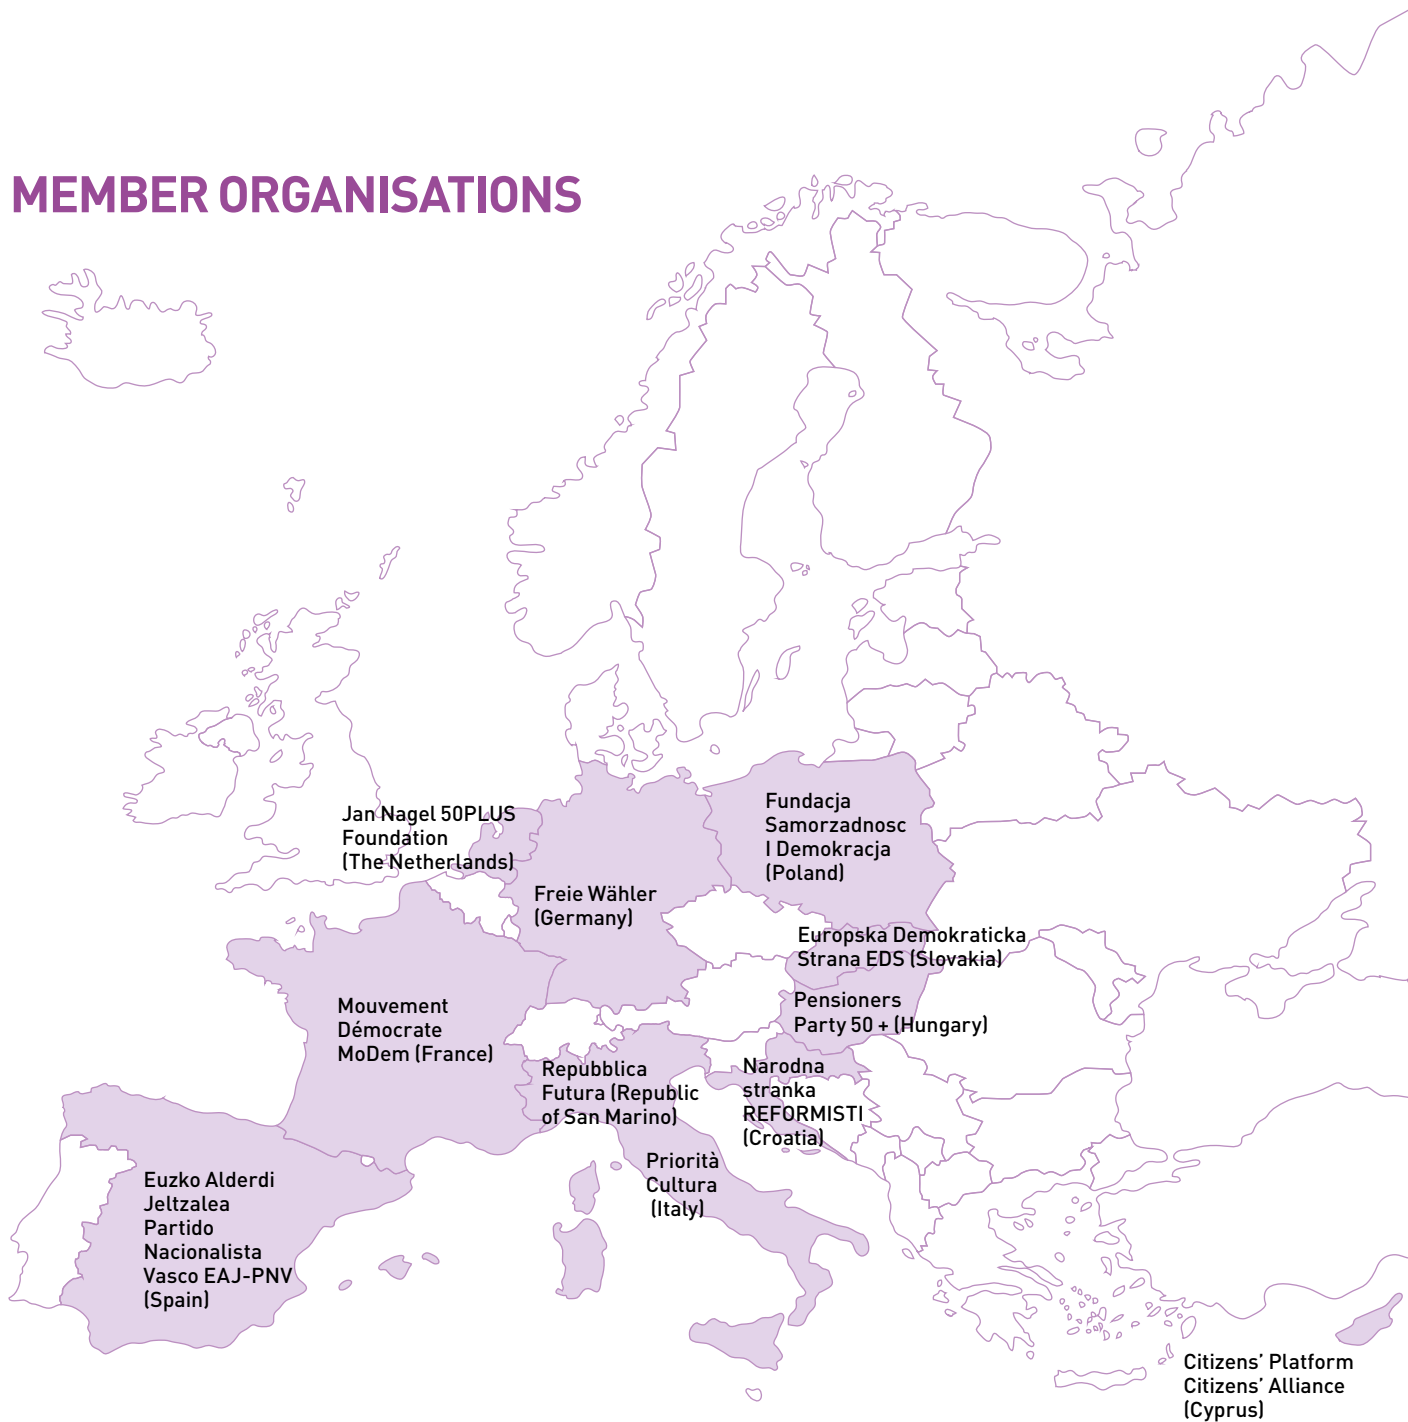 MEMBER ORGANISATIONS
Jan Nagel 50PLUS
Foundation
(The Netherlands)
Fundacja
Samorzadnosc
I Demokracja
(Poland)
Freie Wähler
(Germany)
Europska Demokraticka
Strana EDS (Slovakia)
Pensioners
Party 50 + (Hungary)
Mouvement
Démocrate
MoDem (France)
Repubblica
Futura (Republic
of San Marino)
Narodna
stranka
REFORMISTI
(Croatia)
Priorità
Cultura
(Italy)
Euzko Alderdi
Jeltzalea
Partido
Nacionalista
Vasco EAJ-PNV
(Spain)
Citizens’ Platform
Citizens’ Alliance
(Cyprus)